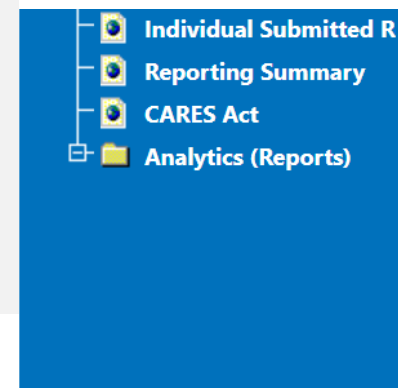 Individual Submitted R
Reporting Summary
CARES Act
Analytics (Reports)